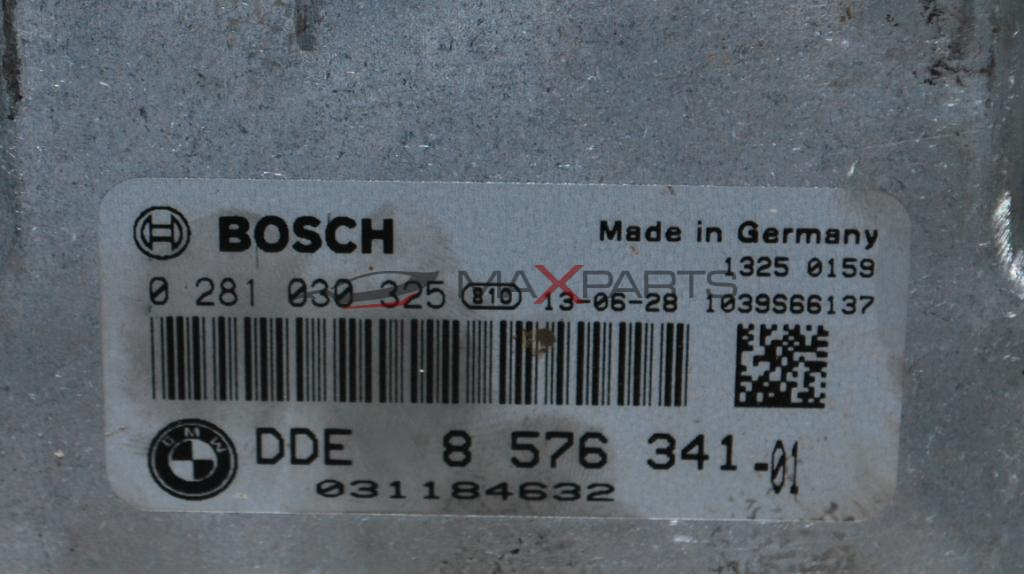 BOSCH
Made in Germany
1325 0159
0 281 030 325 810 13-06-28 1039S66137
MAXPARTS
BMW
DDE 8 576 341-01
031184632